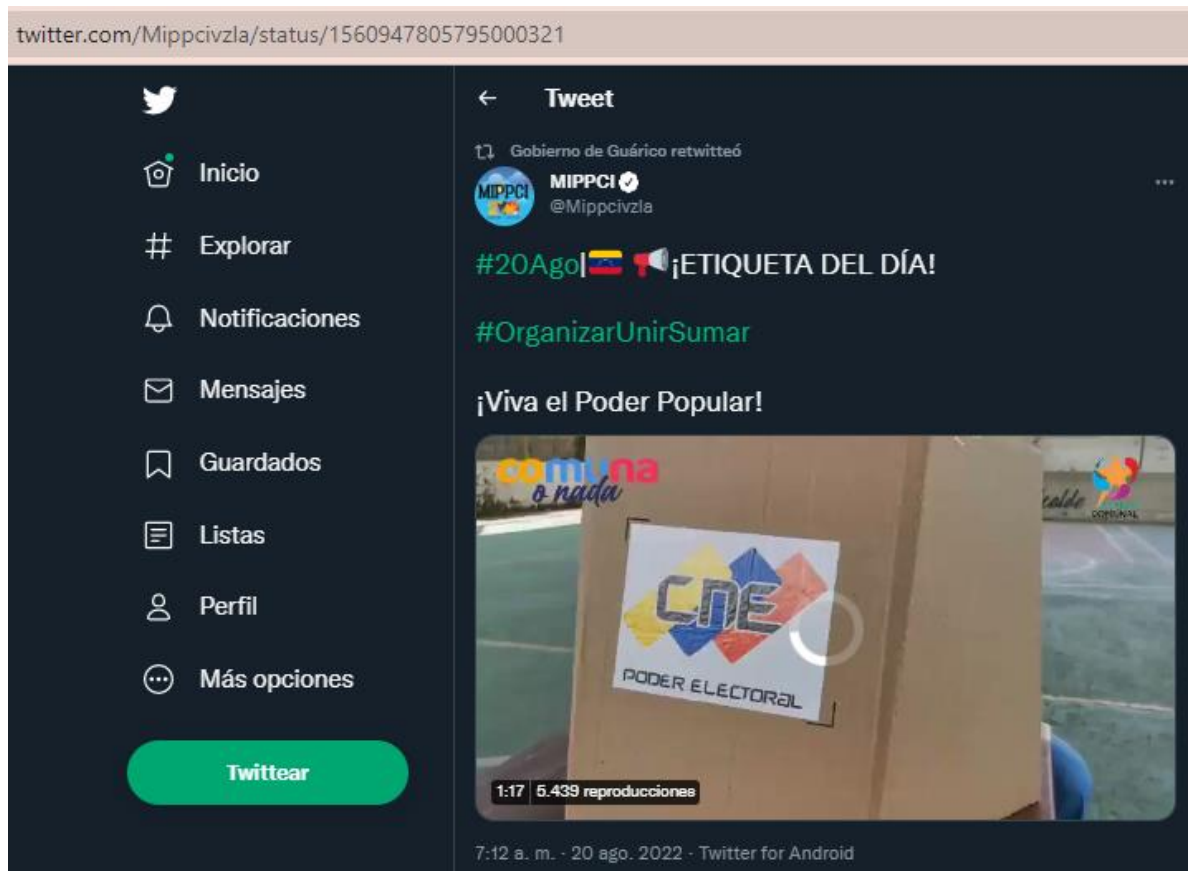 twitter.com/Mippcivzla/status/1560947805795000321
Inicio
Explorar
Notificaciones
Mensajes
Guardados
Listas
Perfil
Más opciones
Twittear
Tweet
Gobierno de Guárico retwitteó
MIPPCI
MIPPCI
@Mippcivzla
#20Ago| ¡ETIQUETA DEL DÍA!
#OrganizarUnirSumar
¡Viva el Poder Popular!
comuna
o nada
COMUNAL
CNE
PODER ELECTORAL
1:17 5.439 reproducciones
7:12 a. m. · 20 ago. 2022 · Twitter for Android